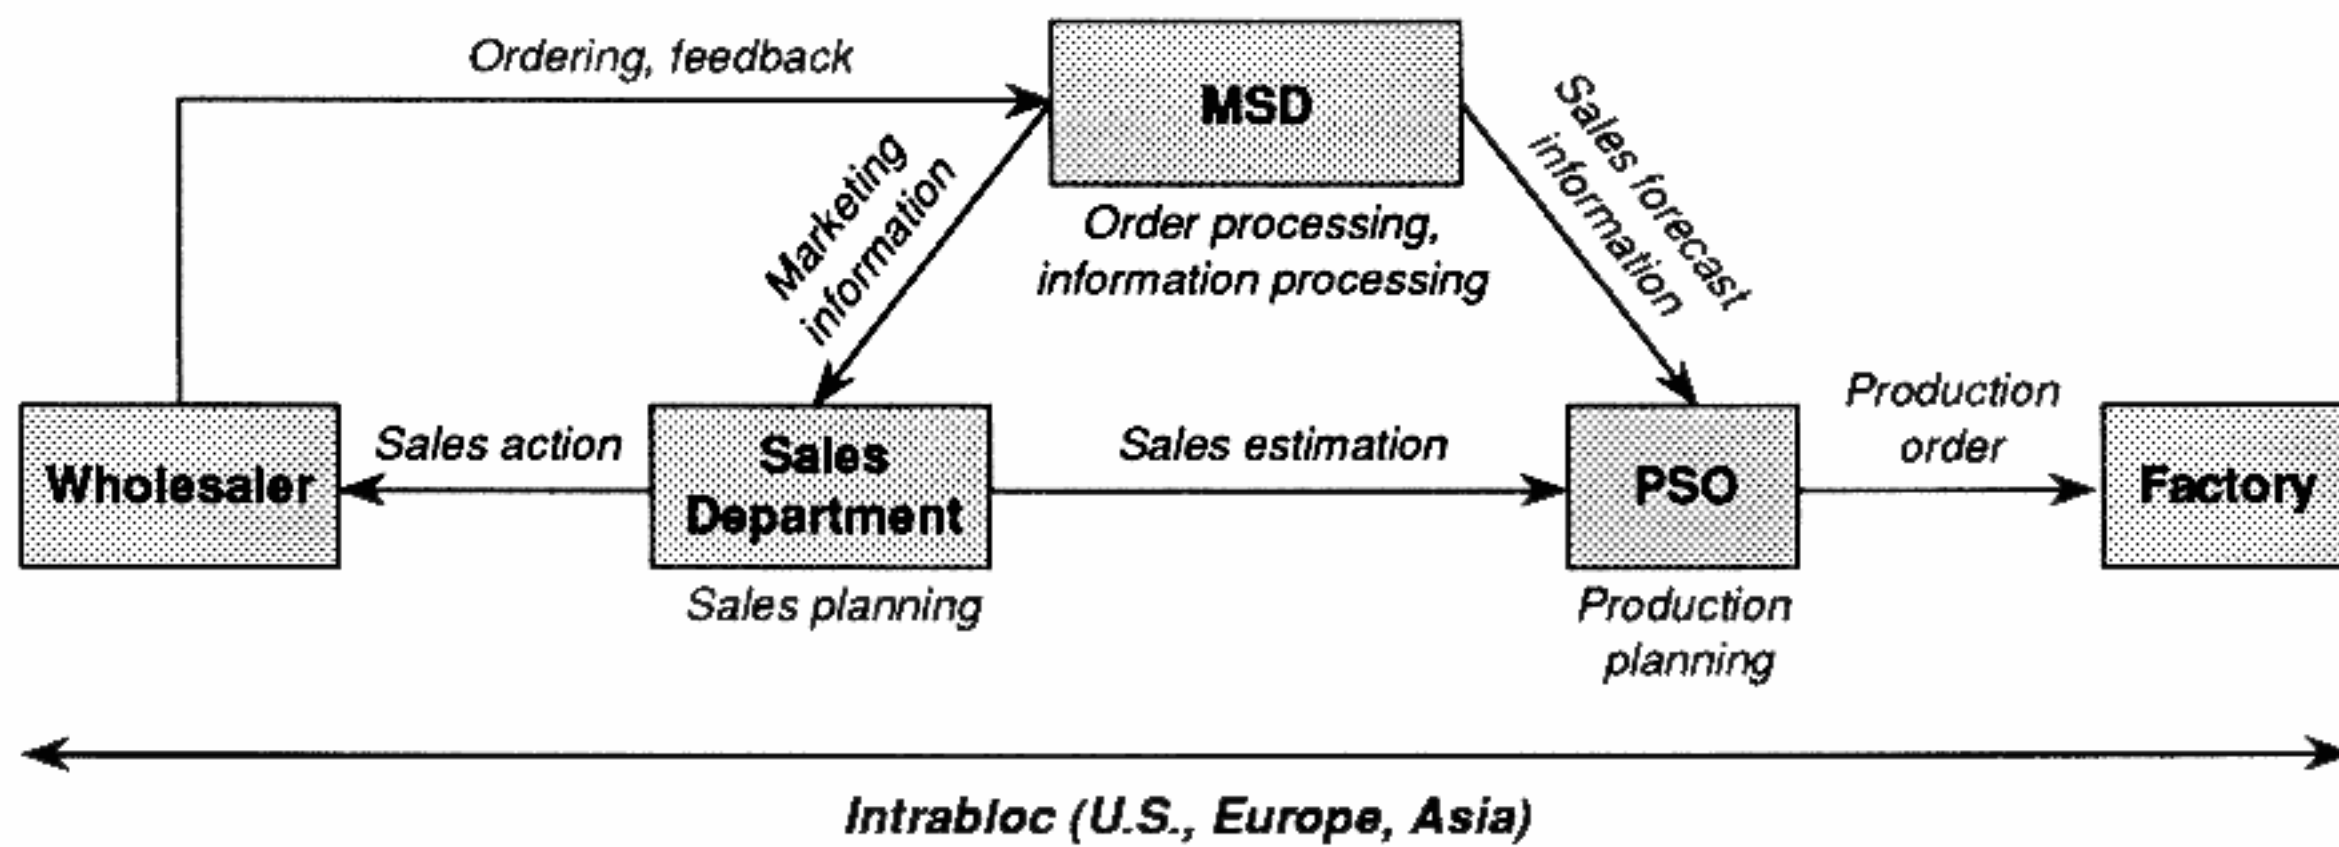 Ordering, feedback
MSD
Sales forecast
information
Marketing
information
Order processing,
information processing
Wholesaler
Sales action
Sales
Department
Sales planning
Sales estimation
PSO
Production
planning
Production
order
Factory
Intrabloc (U.S., Europe, Asia)